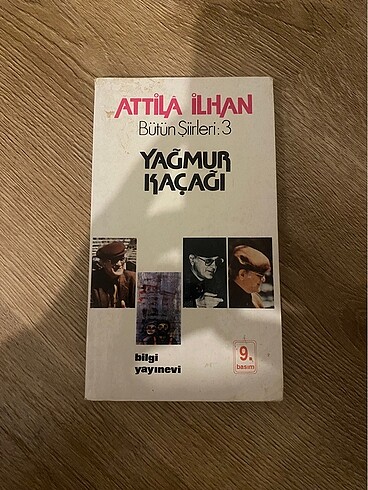 ATTİLÂ İLHAN
Bütün Şiirleri: 3
YAĞMUR
KAÇAĞI
bilgi
yayınevi
9.
basım